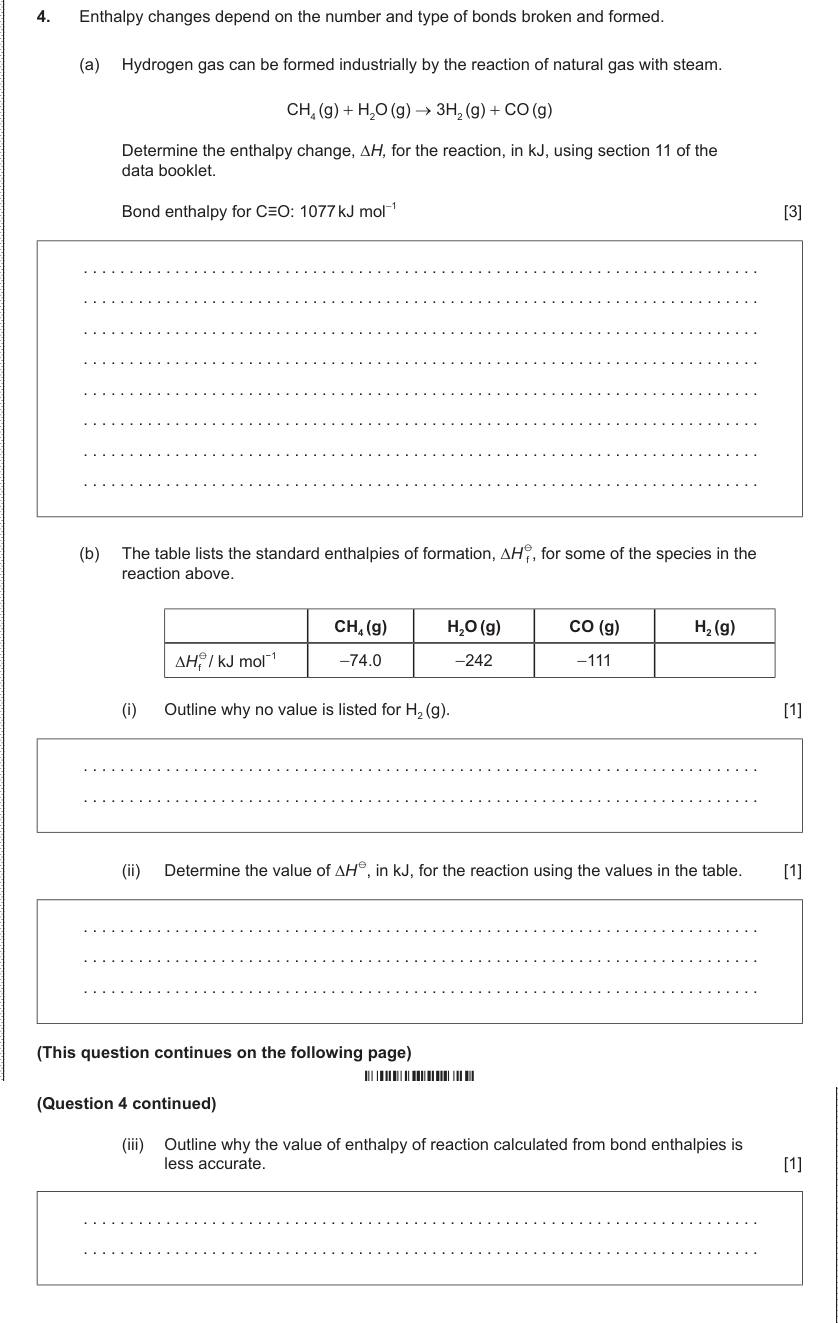 4. Enthalpy changes depend on the number and type of bonds broken and formed.
(a) Hydrogen gas can be formed industrially by the reaction of natural gas with steam.
CH₄ (g) + H₂O (g) → 3H₂ (g) + CO (g)
Determine the enthalpy change, ΔH, for the reaction, in kJ, using section 11 of the
data booklet.
Bond enthalpy for C≡O: 1077 kJ mol⁻¹ [3]
(b) The table lists the standard enthalpies of formation, ΔH⦵f, for some of the species in the
reaction above.
CH₄ (g) H₂O (g) CO (g) H₂ (g)
ΔH⦵f / kJ mol⁻¹ −74.0 −242 −111
(i) Outline why no value is listed for H₂ (g). [1]
(ii) Determine the value of ΔH⦵, in kJ, for the reaction using the values in the table. [1]
(This question continues on the following page)
(Question 4 continued)
(iii) Outline why the value of enthalpy of reaction calculated from bond enthalpies is
less accurate. [1]